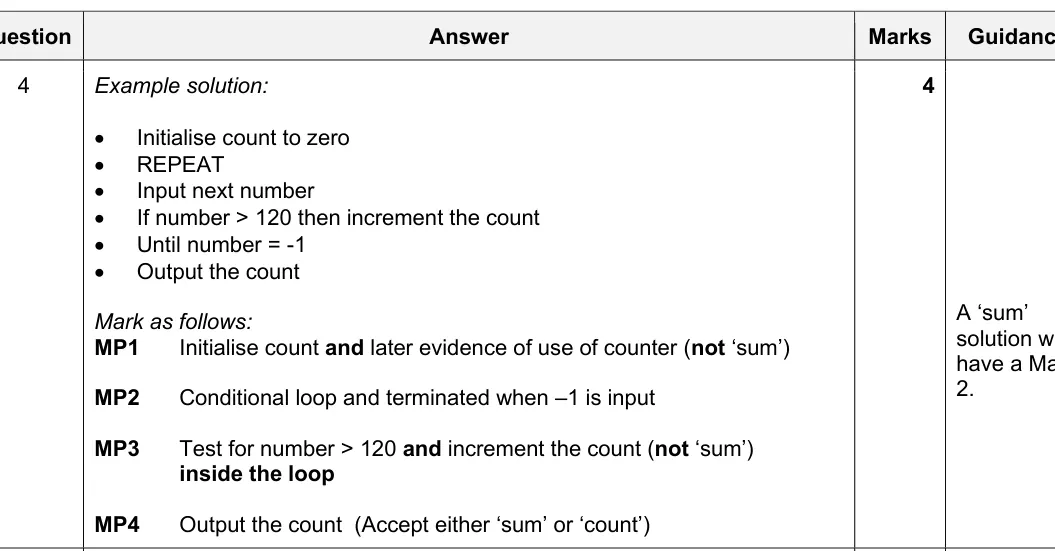 uestion Answer Marks Guidanc
4 Example solution: 4
• Initialise count to zero
• REPEAT
• Input next number
• If number > 120 then increment the count
• Until number = -1
• Output the count
Mark as follows:
MP1 Initialise count and later evidence of use of counter (not ‘sum’)
MP2 Conditional loop and terminated when –1 is input
MP3 Test for number > 120 and increment the count (not ‘sum’)
inside the loop
MP4 Output the count (Accept either ‘sum’ or ‘count’)
A ‘sum’
solution w
have a Ma
2.